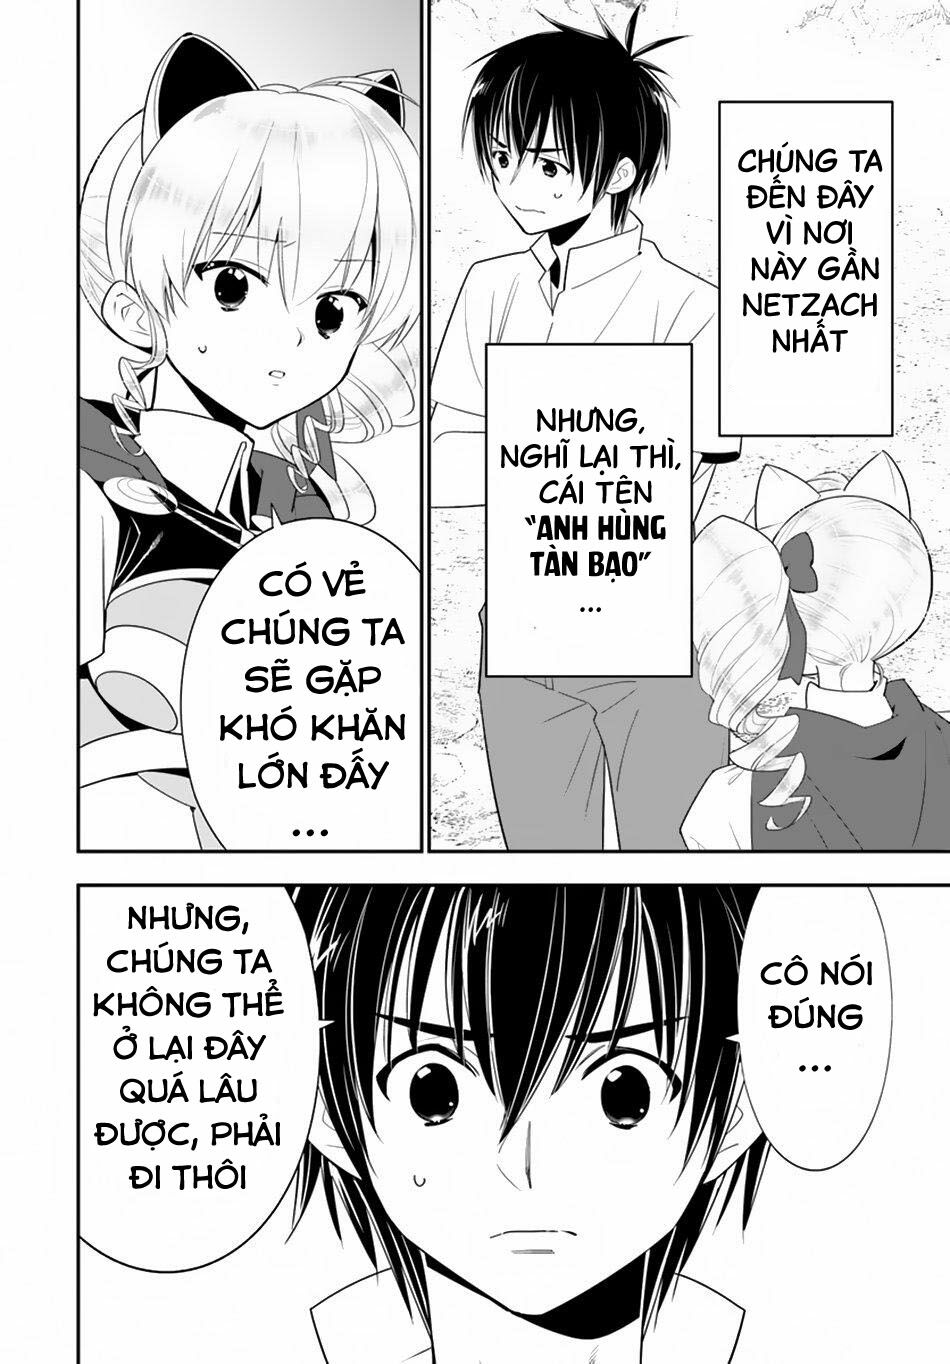 CHÚNG TA
ĐẾN ĐÂY
VÌ NƠI
NÀY GẦN
NETZACH
NHẤT
NHƯNG,
NGHĨ LẠI THÌ,
CÁI TÊN
"ANH HÙNG
TÀN BẠO"
...
CÓ VẺ
CHÚNG TA
SẼ GẶP
KHÓ KHĂN
LỚN ĐẤY
...
CÔ NÓI
ĐÚNG
...
NHƯNG,
CHÚNG TA
KHÔNG THỂ
Ở LẠI ĐÂY
QUÁ LÂU
ĐƯỢC, PHẢI
ĐI THÔI